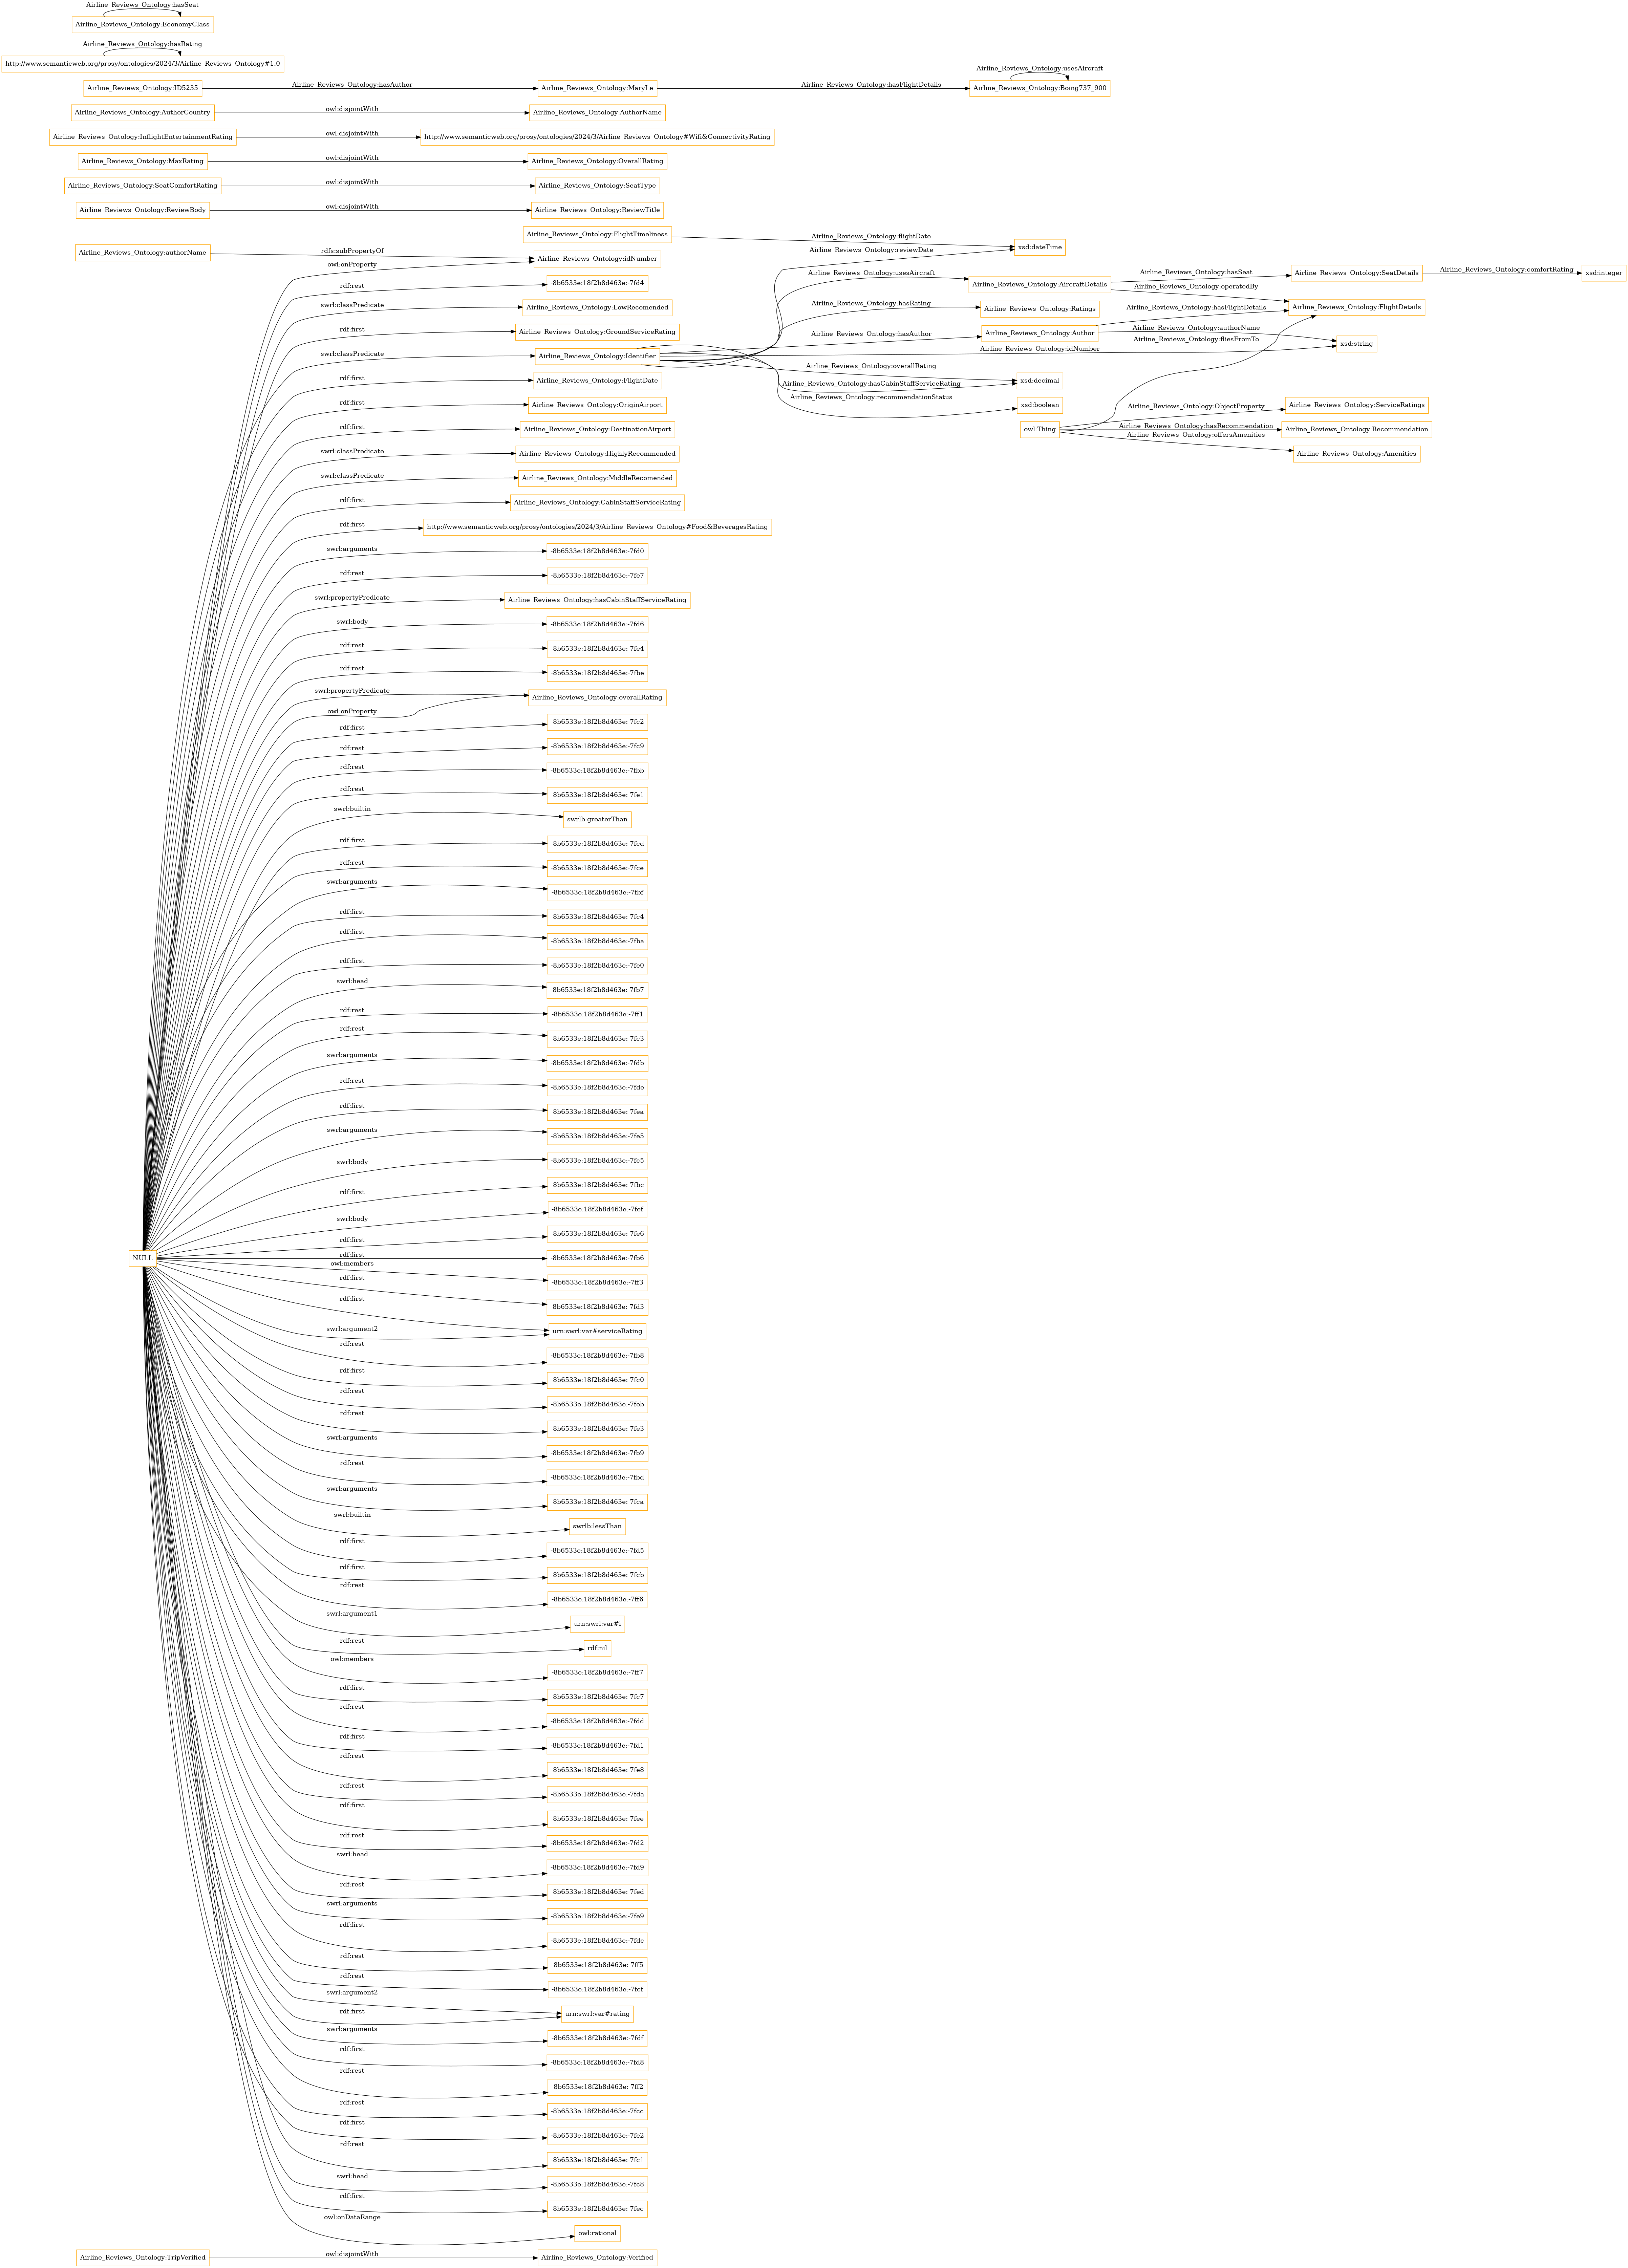 Airline_Reviews_Ontology:hasSeat
Airline_Reviews_Ontology:EconomyClass
Airline_Reviews_Ontology:hasRating
http://www.semanticweb.org/prosy/ontologies/2024/3/Airline_Reviews_Ontology#1.0
Airline_Reviews_Ontology:usesAircraft
Airline_Reviews_Ontology:ID5235
Airline_Reviews_Ontology:hasAuthor
Airline_Reviews_Ontology:MaryLe
Airline_Reviews_Ontology:hasFlightDetails
Airline_Reviews_Ontology:Boing737_900
Airline_Reviews_Ontology:AuthorCountry
owl:disjointWith
Airline_Reviews_Ontology:AuthorName
Airline_Reviews_Ontology:InflightEntertainmentRating
owl:disjointWith
http://www.semanticweb.org/prosy/ontologies/2024/3/Airline_Reviews_Ontology#Wifi&ConnectivityRating
Airline_Reviews_Ontology:MaxRating
owl:disjointWith
Airline_Reviews_Ontology:OverallRating
Airline_Reviews_Ontology:SeatComfortRating
owl:disjointWith
Airline_Reviews_Ontology:SeatType
Airline_Reviews_Ontology:ReviewBody
owl:disjointWith
Airline_Reviews_Ontology:ReviewTitle
Airline_Reviews_Ontology:FlightTimeliness
Airline_Reviews_Ontology:flightDate
xsd:dateTime
Airline_Reviews_Ontology:authorName
rdfs:subPropertyOf
Airline_Reviews_Ontology:idNumber
Airline_Reviews_Ontology:reviewDate
owl:onProperty
Airline_Reviews_Ontology:usesAircraft
Airline_Reviews_Ontology:AircraftDetails
Airline_Reviews_Ontology:hasSeat
Airline_Reviews_Ontology:SeatDetails
Airline_Reviews_Ontology:comfortRating
xsd:integer
rdf:rest
-8b6533e:18f2b8d463e:-7fd4
Airline_Reviews_Ontology:operatedBy
swrl:classPredicate
Airline_Reviews_Ontology:LowRecomended
Airline_Reviews_Ontology:hasRating
Airline_Reviews_Ontology:Ratings
Airline_Reviews_Ontology:hasFlightDetails
Airline_Reviews_Ontology:FlightDetails
rdf:first
Airline_Reviews_Ontology:GroundServiceRating
Airline_Reviews_Ontology:hasAuthor
Airline_Reviews_Ontology:Author
Airline_Reviews_Ontology:authorName
Airline_Reviews_Ontology:fliesFromTo
xsd:string
swrl:classPredicate
Airline_Reviews_Ontology:Identifier
Airline_Reviews_Ontology:idNumber
Airline_Reviews_Ontology:overallRating
rdf:first
Airline_Reviews_Ontology:FlightDate
Airline_Reviews_Ontology:hasCabinStaffServiceRating
xsd:decimal
Airline_Reviews_Ontology:recommendationStatus
xsd:boolean
rdf:first
Airline_Reviews_Ontology:OriginAirport
Airline_Reviews_Ontology:ObjectProperty
Airline_Reviews_Ontology:ServiceRatings
rdf:first
Airline_Reviews_Ontology:DestinationAirport
owl:Thing
Airline_Reviews_Ontology:hasRecommendation
Airline_Reviews_Ontology:Recommendation
Airline_Reviews_Ontology:offersAmenities
Airline_Reviews_Ontology:Amenities
swrl:classPredicate
Airline_Reviews_Ontology:HighlyRecommended
swrl:classPredicate
Airline_Reviews_Ontology:MiddleRecomended
rdf:first
Airline_Reviews_Ontology:CabinStaffServiceRating
rdf:first
http://www.semanticweb.org/prosy/ontologies/2024/3/Airline_Reviews_Ontology#Food&BeveragesRating
swrl:arguments
-8b6533e:18f2b8d463e:-7fd0
rdf:rest
-8b6533e:18f2b8d463e:-7fe7
swrl:propertyPredicate
Airline_Reviews_Ontology:hasCabinStaffServiceRating
swrl:body
-8b6533e:18f2b8d463e:-7fd6
rdf:rest
-8b6533e:18f2b8d463e:-7fe4
rdf:rest
-8b6533e:18f2b8d463e:-7fbe
swrl:propertyPredicate
Airline_Reviews_Ontology:overallRating
owl:onProperty
rdf:first
-8b6533e:18f2b8d463e:-7fc2
rdf:rest
-8b6533e:18f2b8d463e:-7fc9
rdf:rest
-8b6533e:18f2b8d463e:-7fbb
rdf:rest
-8b6533e:18f2b8d463e:-7fe1
swrl:builtin
swrlb:greaterThan
rdf:first
-8b6533e:18f2b8d463e:-7fcd
rdf:rest
-8b6533e:18f2b8d463e:-7fce
swrl:arguments
-8b6533e:18f2b8d463e:-7fbf
rdf:first
-8b6533e:18f2b8d463e:-7fc4
rdf:first
-8b6533e:18f2b8d463e:-7fba
rdf:first
-8b6533e:18f2b8d463e:-7fe0
swrl:head
-8b6533e:18f2b8d463e:-7fb7
rdf:rest
-8b6533e:18f2b8d463e:-7ff1
rdf:rest
-8b6533e:18f2b8d463e:-7fc3
swrl:arguments
-8b6533e:18f2b8d463e:-7fdb
rdf:rest
-8b6533e:18f2b8d463e:-7fde
rdf:first
-8b6533e:18f2b8d463e:-7fea
swrl:arguments
-8b6533e:18f2b8d463e:-7fe5
swrl:body
-8b6533e:18f2b8d463e:-7fc5
rdf:first
-8b6533e:18f2b8d463e:-7fbc
swrl:body
-8b6533e:18f2b8d463e:-7fef
rdf:first
-8b6533e:18f2b8d463e:-7fe6
NULL
rdf:first
-8b6533e:18f2b8d463e:-7fb6
owl:members
-8b6533e:18f2b8d463e:-7ff3
rdf:first
-8b6533e:18f2b8d463e:-7fd3
rdf:first
urn:swrl:var#serviceRating
swrl:argument2
rdf:rest
-8b6533e:18f2b8d463e:-7fb8
rdf:first
-8b6533e:18f2b8d463e:-7fc0
rdf:rest
-8b6533e:18f2b8d463e:-7feb
rdf:rest
-8b6533e:18f2b8d463e:-7fe3
swrl:arguments
-8b6533e:18f2b8d463e:-7fb9
rdf:rest
-8b6533e:18f2b8d463e:-7fbd
swrl:arguments
-8b6533e:18f2b8d463e:-7fca
swrl:builtin
swrlb:lessThan
rdf:first
-8b6533e:18f2b8d463e:-7fd5
rdf:first
-8b6533e:18f2b8d463e:-7fcb
rdf:rest
-8b6533e:18f2b8d463e:-7ff6
swrl:argument1
urn:swrl:var#i
rdf:rest
rdf:nil
owl:members
-8b6533e:18f2b8d463e:-7ff7
rdf:first
-8b6533e:18f2b8d463e:-7fc7
rdf:rest
-8b6533e:18f2b8d463e:-7fdd
rdf:first
-8b6533e:18f2b8d463e:-7fd1
rdf:rest
-8b6533e:18f2b8d463e:-7fe8
rdf:rest
-8b6533e:18f2b8d463e:-7fda
rdf:first
-8b6533e:18f2b8d463e:-7fee
rdf:rest
-8b6533e:18f2b8d463e:-7fd2
swrl:head
-8b6533e:18f2b8d463e:-7fd9
rdf:rest
-8b6533e:18f2b8d463e:-7fed
swrl:arguments
-8b6533e:18f2b8d463e:-7fe9
rdf:first
-8b6533e:18f2b8d463e:-7fdc
rdf:rest
-8b6533e:18f2b8d463e:-7ff5
rdf:rest
-8b6533e:18f2b8d463e:-7fcf
swrl:argument2
urn:swrl:var#rating
rdf:first
swrl:arguments
-8b6533e:18f2b8d463e:-7fdf
rdf:first
-8b6533e:18f2b8d463e:-7fd8
rdf:rest
-8b6533e:18f2b8d463e:-7ff2
rdf:rest
-8b6533e:18f2b8d463e:-7fcc
rdf:first
-8b6533e:18f2b8d463e:-7fe2
rdf:rest
-8b6533e:18f2b8d463e:-7fc1
swrl:head
-8b6533e:18f2b8d463e:-7fc8
rdf:first
-8b6533e:18f2b8d463e:-7fec
owl:onDataRange
owl:rational
Airline_Reviews_Ontology:TripVerified
owl:disjointWith
Airline_Reviews_Ontology:Verified